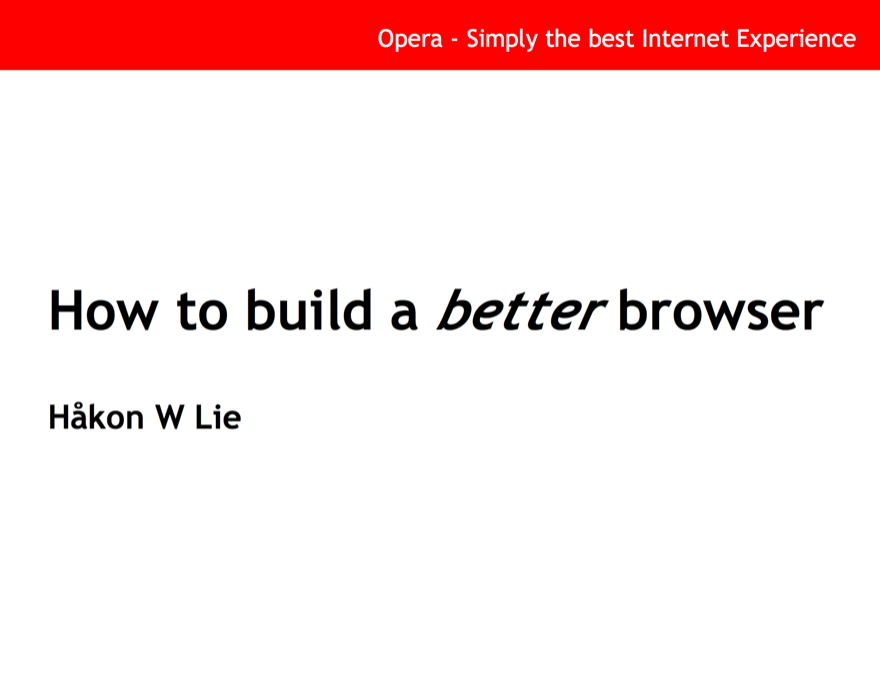 Opera - Simply the best Internet Experience
How to build a better browser
Håkon W Lie